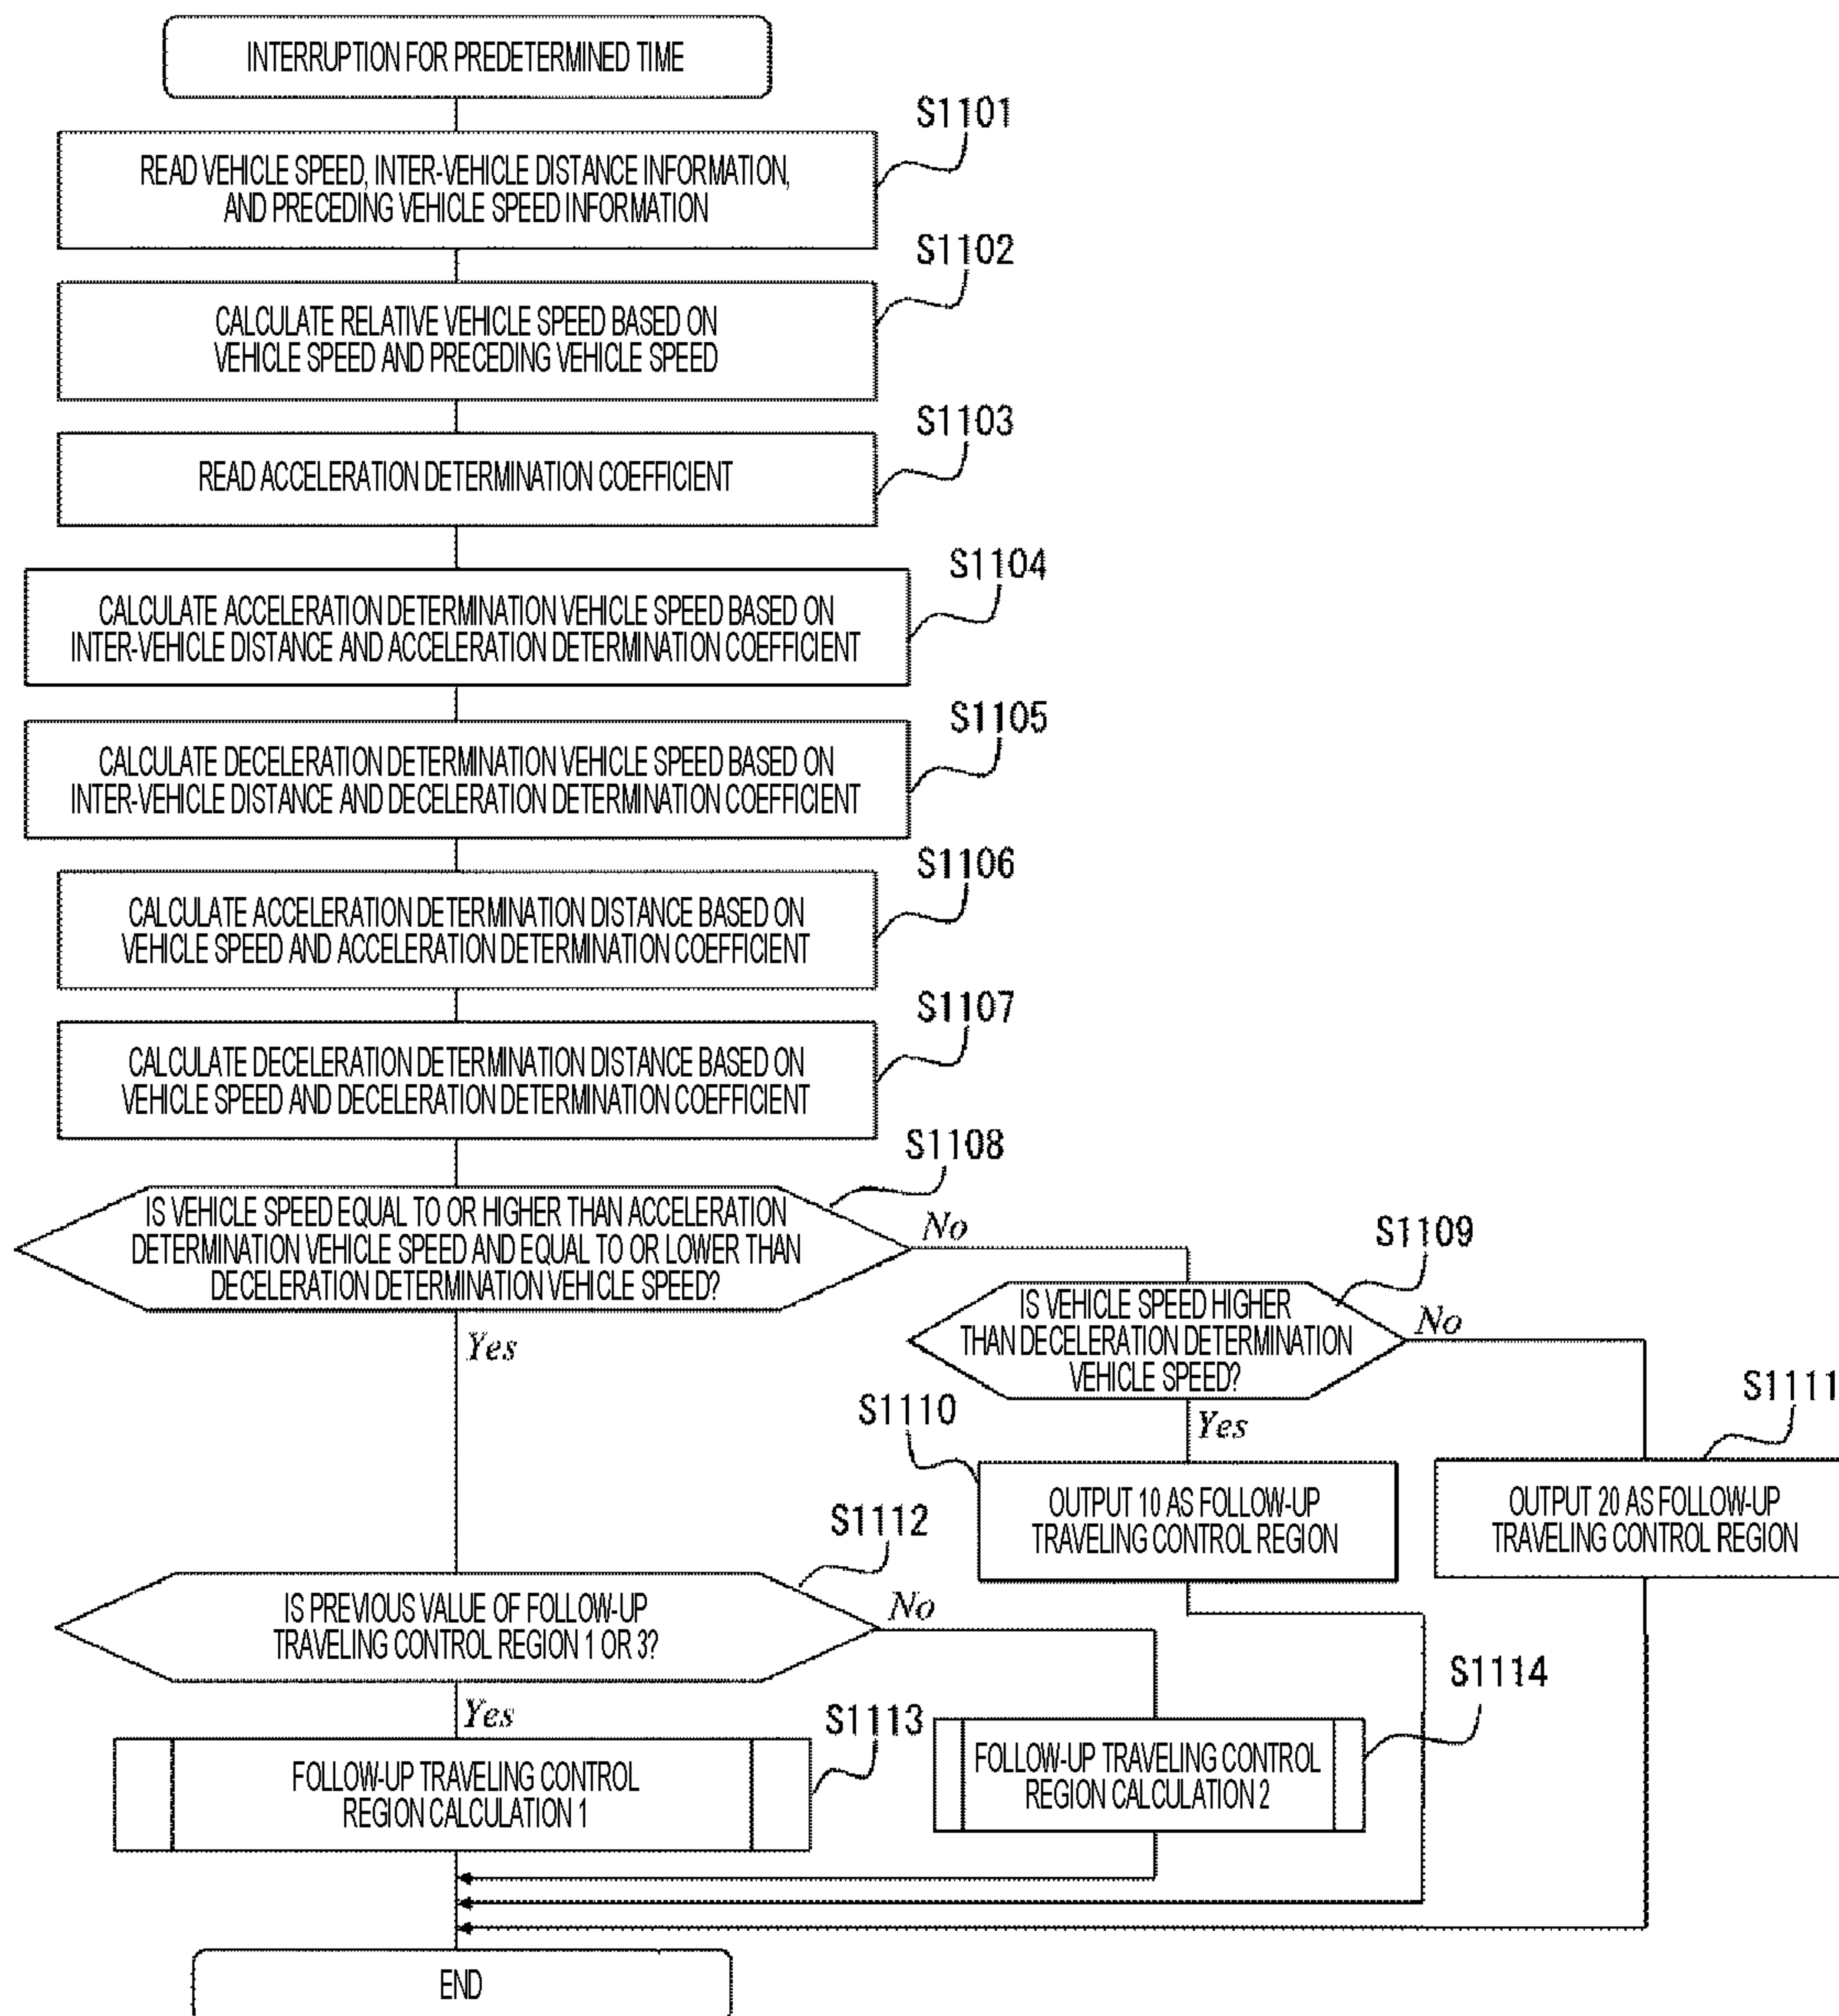 INTERRUPTION FOR PREDETERMINED TIME
S1101
READ VEHICLE SPEED, INTER-VEHICLE DISTANCE INFORMATION,
AND PRECEDING VEHICLE SPEED INFORMATION
S1102
CALCULATE RELATIVE VEHICLE SPEED BASED ON
VEHICLE SPEED AND PRECEDING VEHICLE SPEED
S1103
READ ACCELERATION DETERMINATION COEFFICIENT
S1104
CALCULATE ACCELERATION DETERMINATION VEHICLE SPEED BASED ON
INTER-VEHICLE DISTANCE AND ACCELERATION DETERMINATION COEFFICIENT
S1105
CALCULATE DECELERATION DETERMINATION VEHICLE SPEED BASED ON
INTER-VEHICLE DISTANCE AND DECELERATION DETERMINATION COEFFICIENT
S1106
CALCULATE ACCELERATION DETERMINATION DISTANCE BASED ON
VEHICLE SPEED AND ACCELERATION DETERMINATION COEFFICIENT
S1107
CALCULATE DECELERATION DETERMINATION DISTANCE BASED ON
VEHICLE SPEED AND DECELERATION DETERMINATION COEFFICIENT
S1108
IS VEHICLE SPEED EQUAL TO OR HIGHER THAN ACCELERATION
DETERMINATION VEHICLE SPEED AND EQUAL TO OR LOWER THAN
DECELERATION DETERMINATION VEHICLE SPEED?
No
Yes
S1109
IS VEHICLE SPEED HIGHER
THAN DECELERATION DETERMINATION
VEHICLE SPEED?
No
Yes
S1110
OUTPUT 10 AS FOLLOW-UP
TRAVELING CONTROL REGION
S1111
OUTPUT 20 AS FOLLOW-UP
TRAVELING CONTROL REGION
S1112
IS PREVIOUS VALUE OF FOLLOW-UP
TRAVELING CONTROL REGION 1 OR 3?
No
Yes
S1113
FOLLOW-UP TRAVELING CONTROL
REGION CALCULATION 1
S1114
FOLLOW-UP TRAVELING CONTROL
REGION CALCULATION 2
END